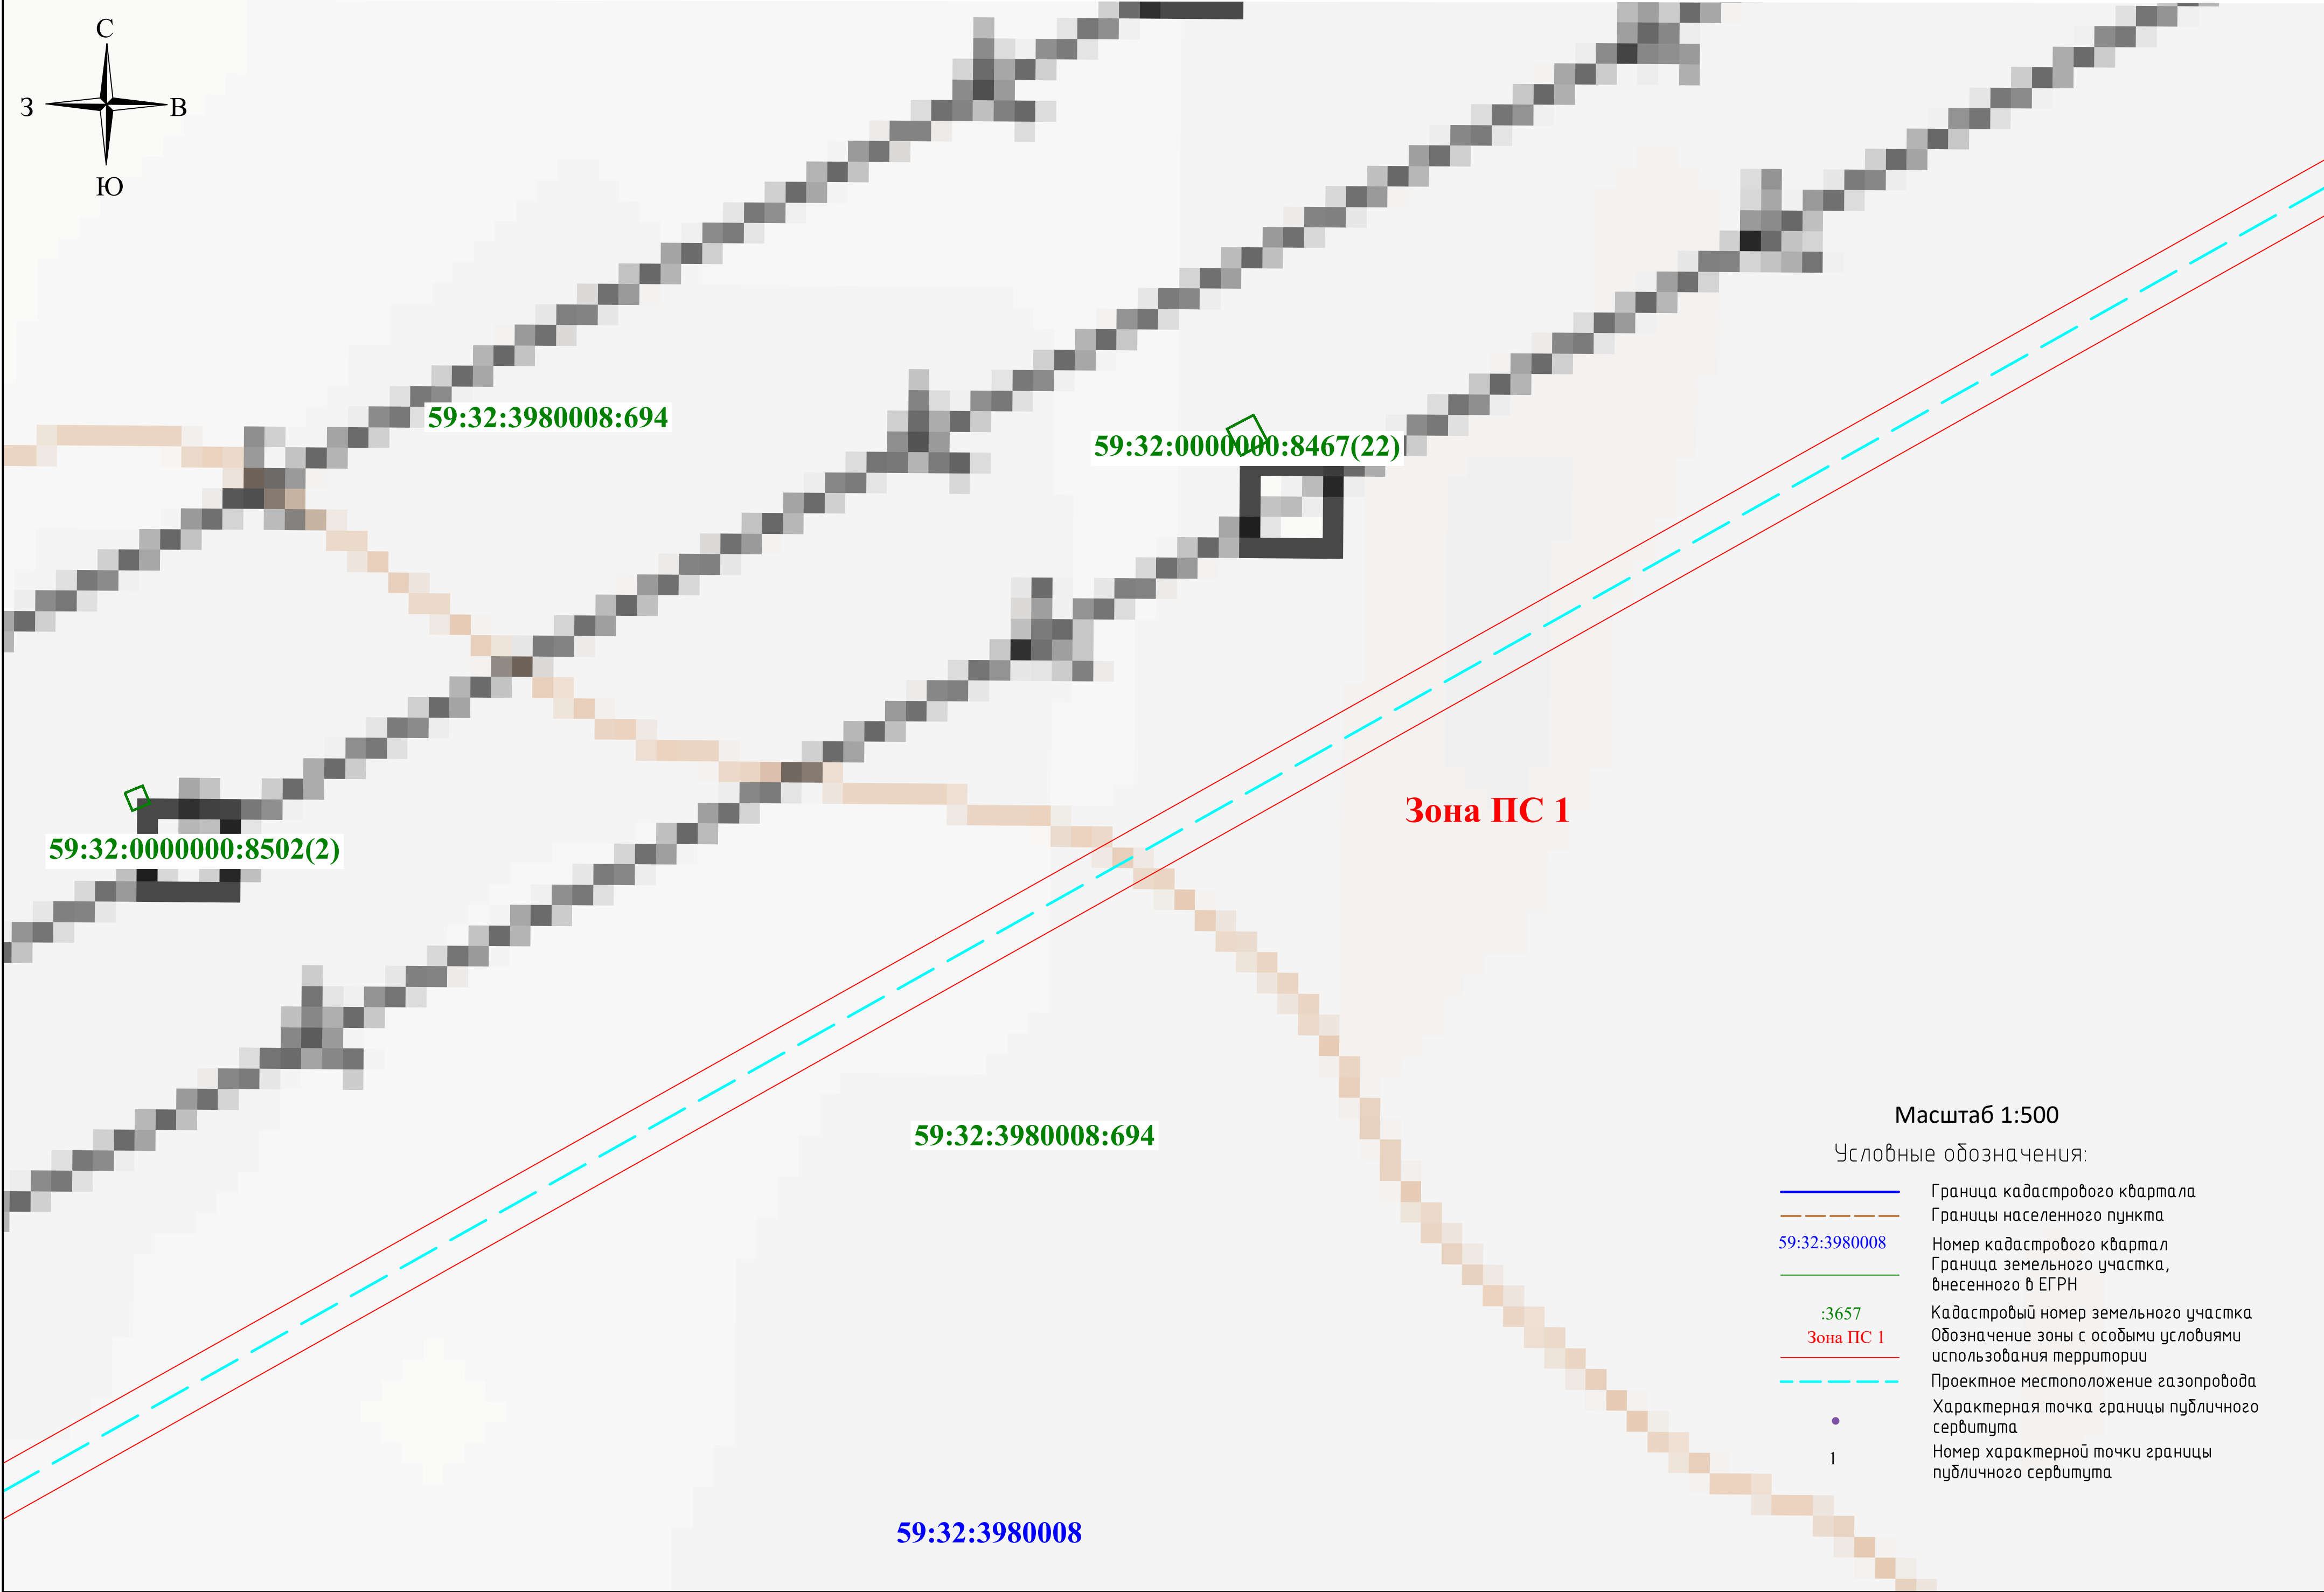 С
З
В
Ю
59:32:3980008:694
59:32:0000000:8467(22)
Зона ПС 1
59:32:0000000:8502(2)
59:32:3980008:694
59:32:3980008
Масштаб 1:500
Условные обозначения:
Граница кадастрового квартала
Границы населенного пункта
59:32:3980008
Номер кадастрового квартал
Граница земельного участка,
внесенного в ЕГРН
:3657
Кадастровый номер земельного участка
Зона ПС 1
Обозначение зоны с особыми условиями
использования территории
Проектное местоположение газопровода
Характерная точка границы публичного
сервитута
1
Номер характерной точки границы
публичного сервитута